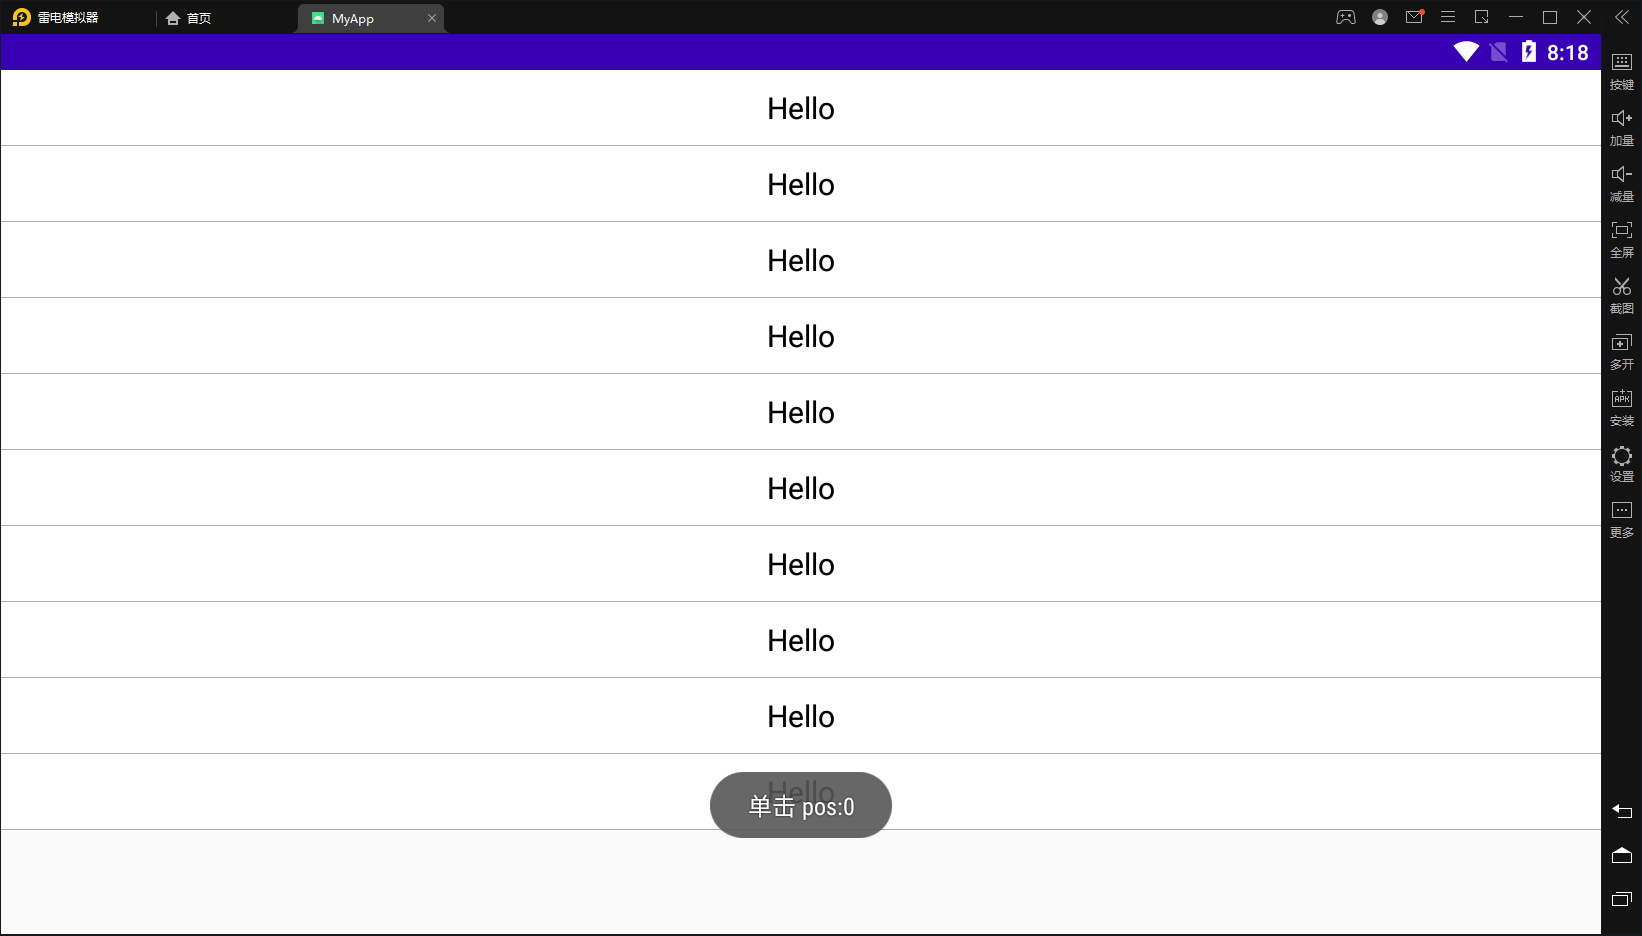 雷电模拟器
首页
MyApp
8:18
Hello
Hello
Hello
Hello
Hello
Hello
Hello
Hello
Hello
Hello
单击 pos:0
按键
加量
减量
全屏
截图
多开
APK
安装
设置
更多